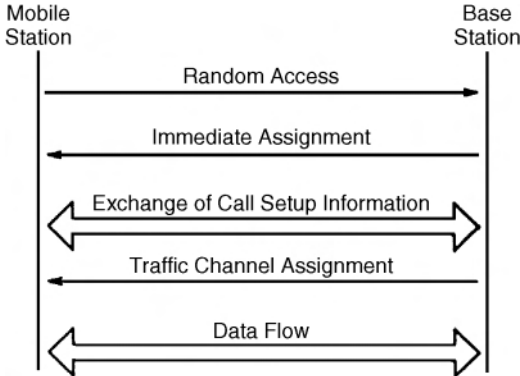 Mobile
Station
Base
Station
Random Access
Immediate Assignment
Exchange of Call Setup Information
Traffic Channel Assignment
Data Flow